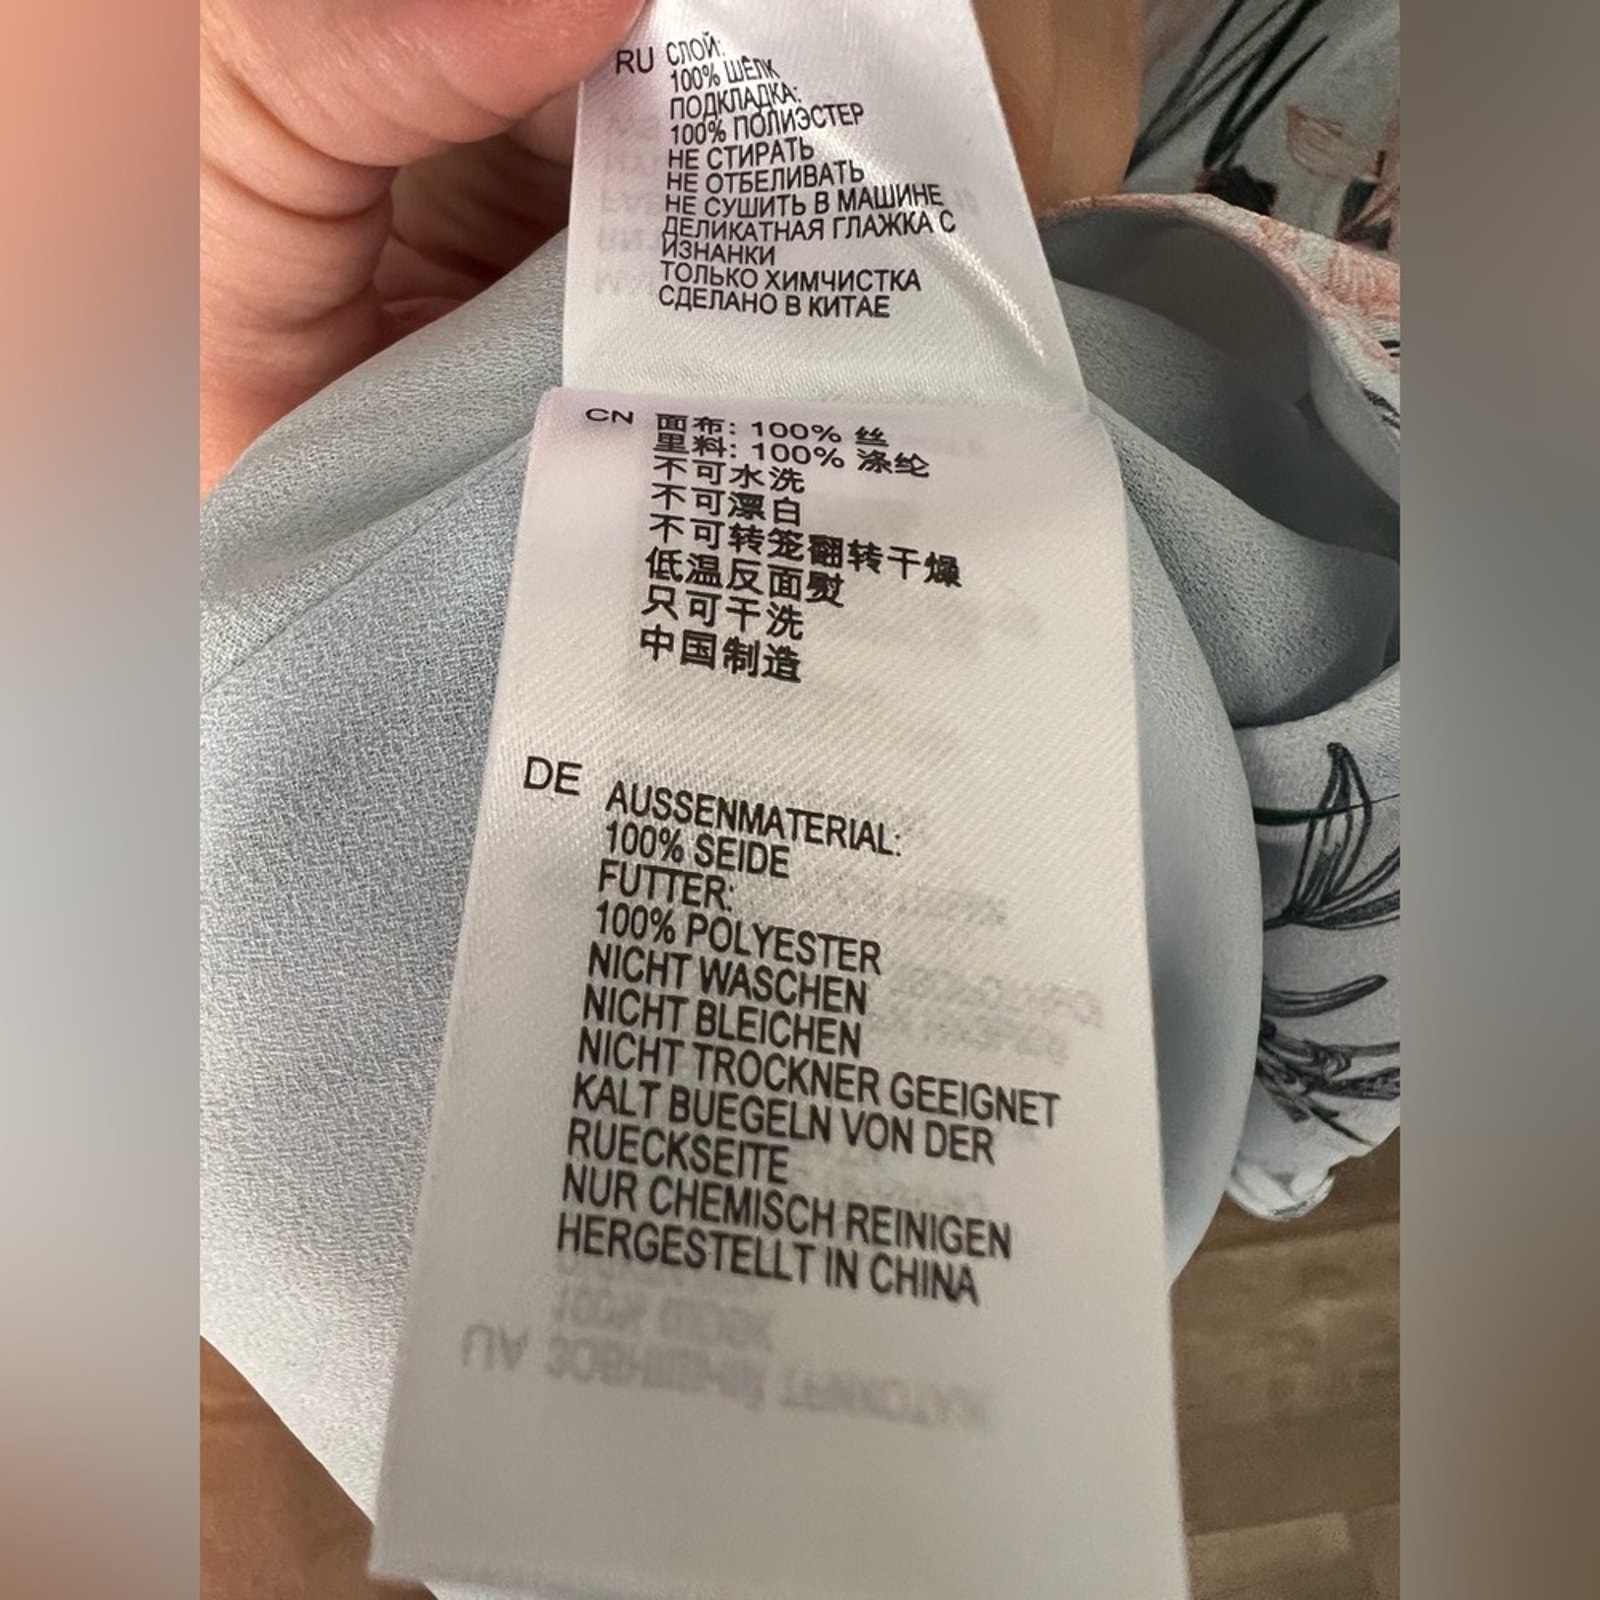 RU СЛОЙ:
100% ШЁЛК
ПОДКЛАДКА:
100% ПОЛИЭСТЕР
НЕ СТИРАТЬ
НЕ ОТБЕЛИВАТЬ
НЕ СУШИТЬ В МАШИНЕ
ДЕЛИКАТНАЯ ГЛАЖКА С
ИЗНАНКИ
ТОЛЬКО ХИМЧИСТКА
СДЕЛАНО В КИТАЕ
CN 面布: 100% 丝
里料: 100% 涤纶
不可水洗
不可漂白
不可转笼翻转干燥
低温反面熨
只可干洗
中国制造
DE AUSSENMATERIAL:
100% SEIDE
FUTTER:
100% POLYESTER
NICHT WASCHEN
NICHT BLEICHEN
NICHT TROCKNER GEEIGNET
KALT BUEGELN VON DER
RUECKSEITE
NUR CHEMISCH REINIGEN
HERGESTELLT IN CHINA